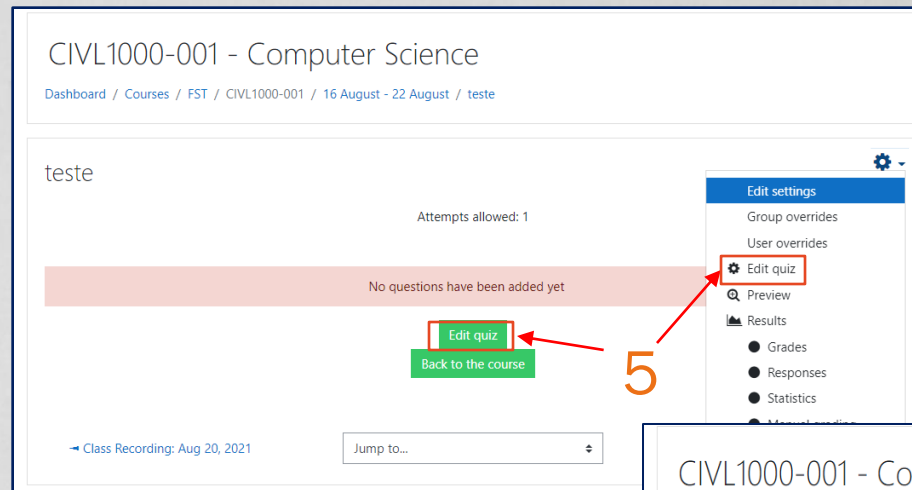 CIVL1000-001 - Computer Science
Dashboard / Courses / FST / CIVL1000-001 / 16 August - 22 August / teste
teste
Attempts allowed: 1
No questions have been added yet
Edit quiz
Back to the course
◄ Class Recording: Aug 20, 2021
Jump to...
Edit settings
Group overrides
User overrides
Edit quiz
Preview
Results
Grades
Responses
Statistics
Manual grading
5
CIVL1000-001 - Co